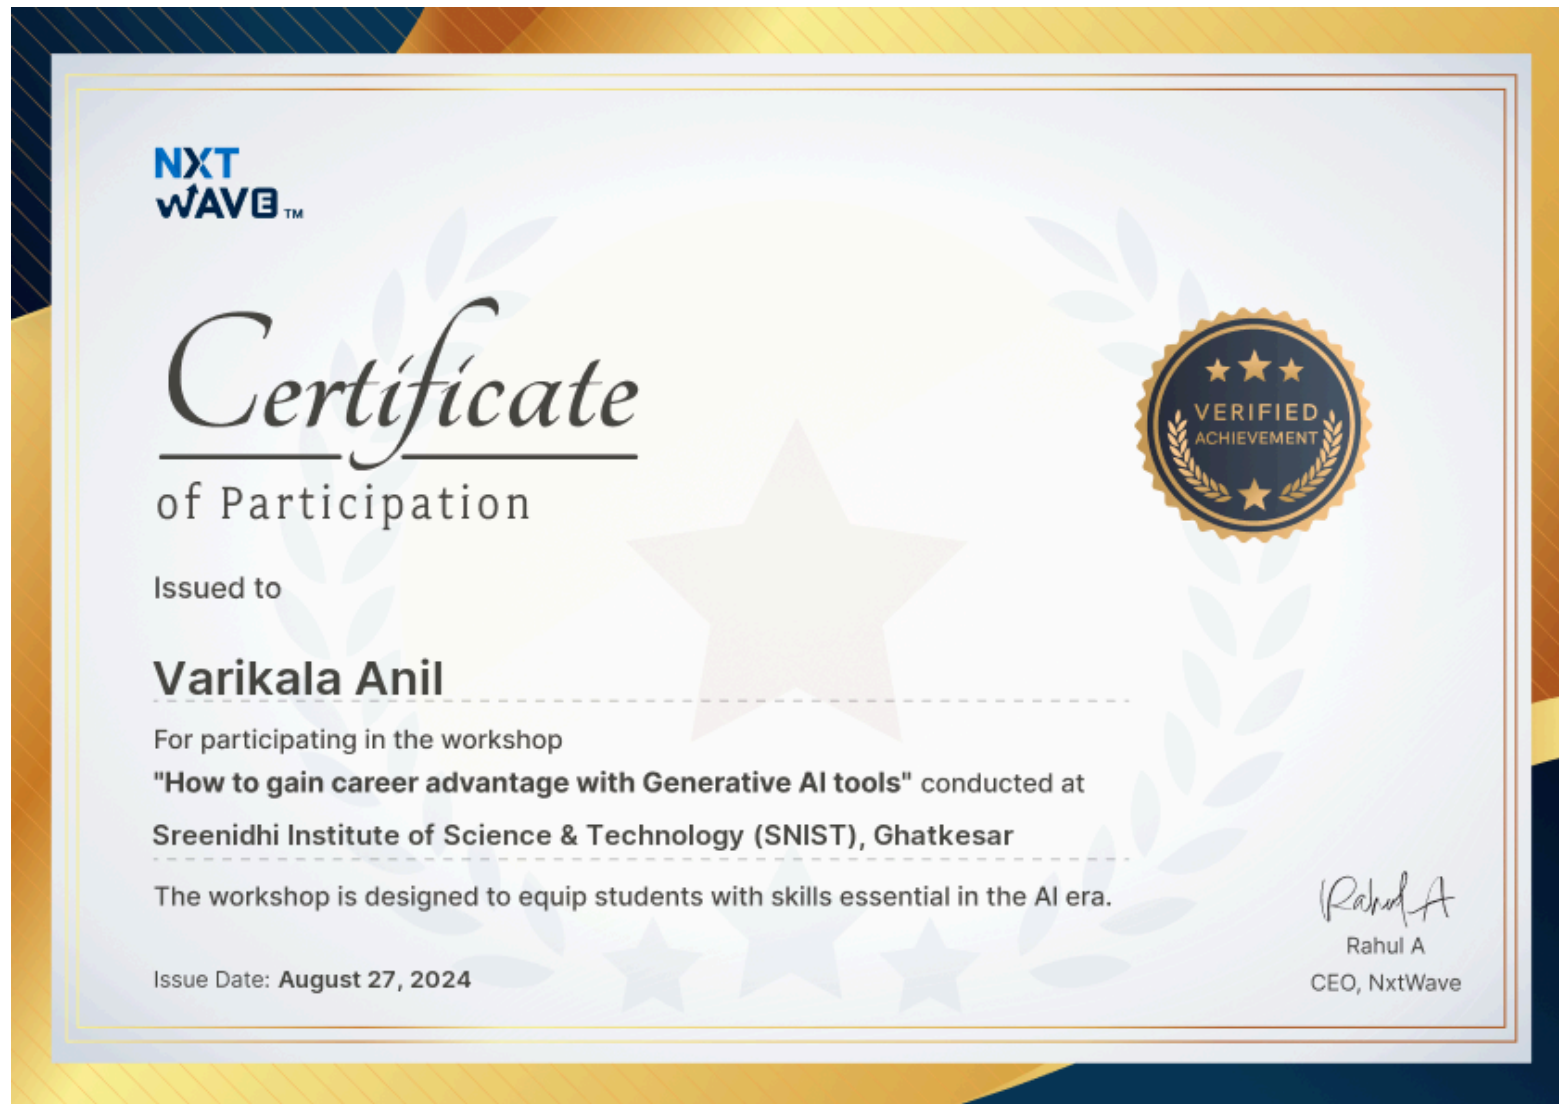 NXT
WAVE™
Certificate
of Participation
VERIFIED
ACHIEVEMENT
Issued to
Varikala Anil
For participating in the workshop
"How to gain career advantage with Generative AI tools" conducted at
Sreenidhi Institute of Science & Technology (SNIST), Ghatkesar
The workshop is designed to equip students with skills essential in the AI era.
Issue Date: August 27, 2024
Rahul A
Rahul A
CEO, NxtWave